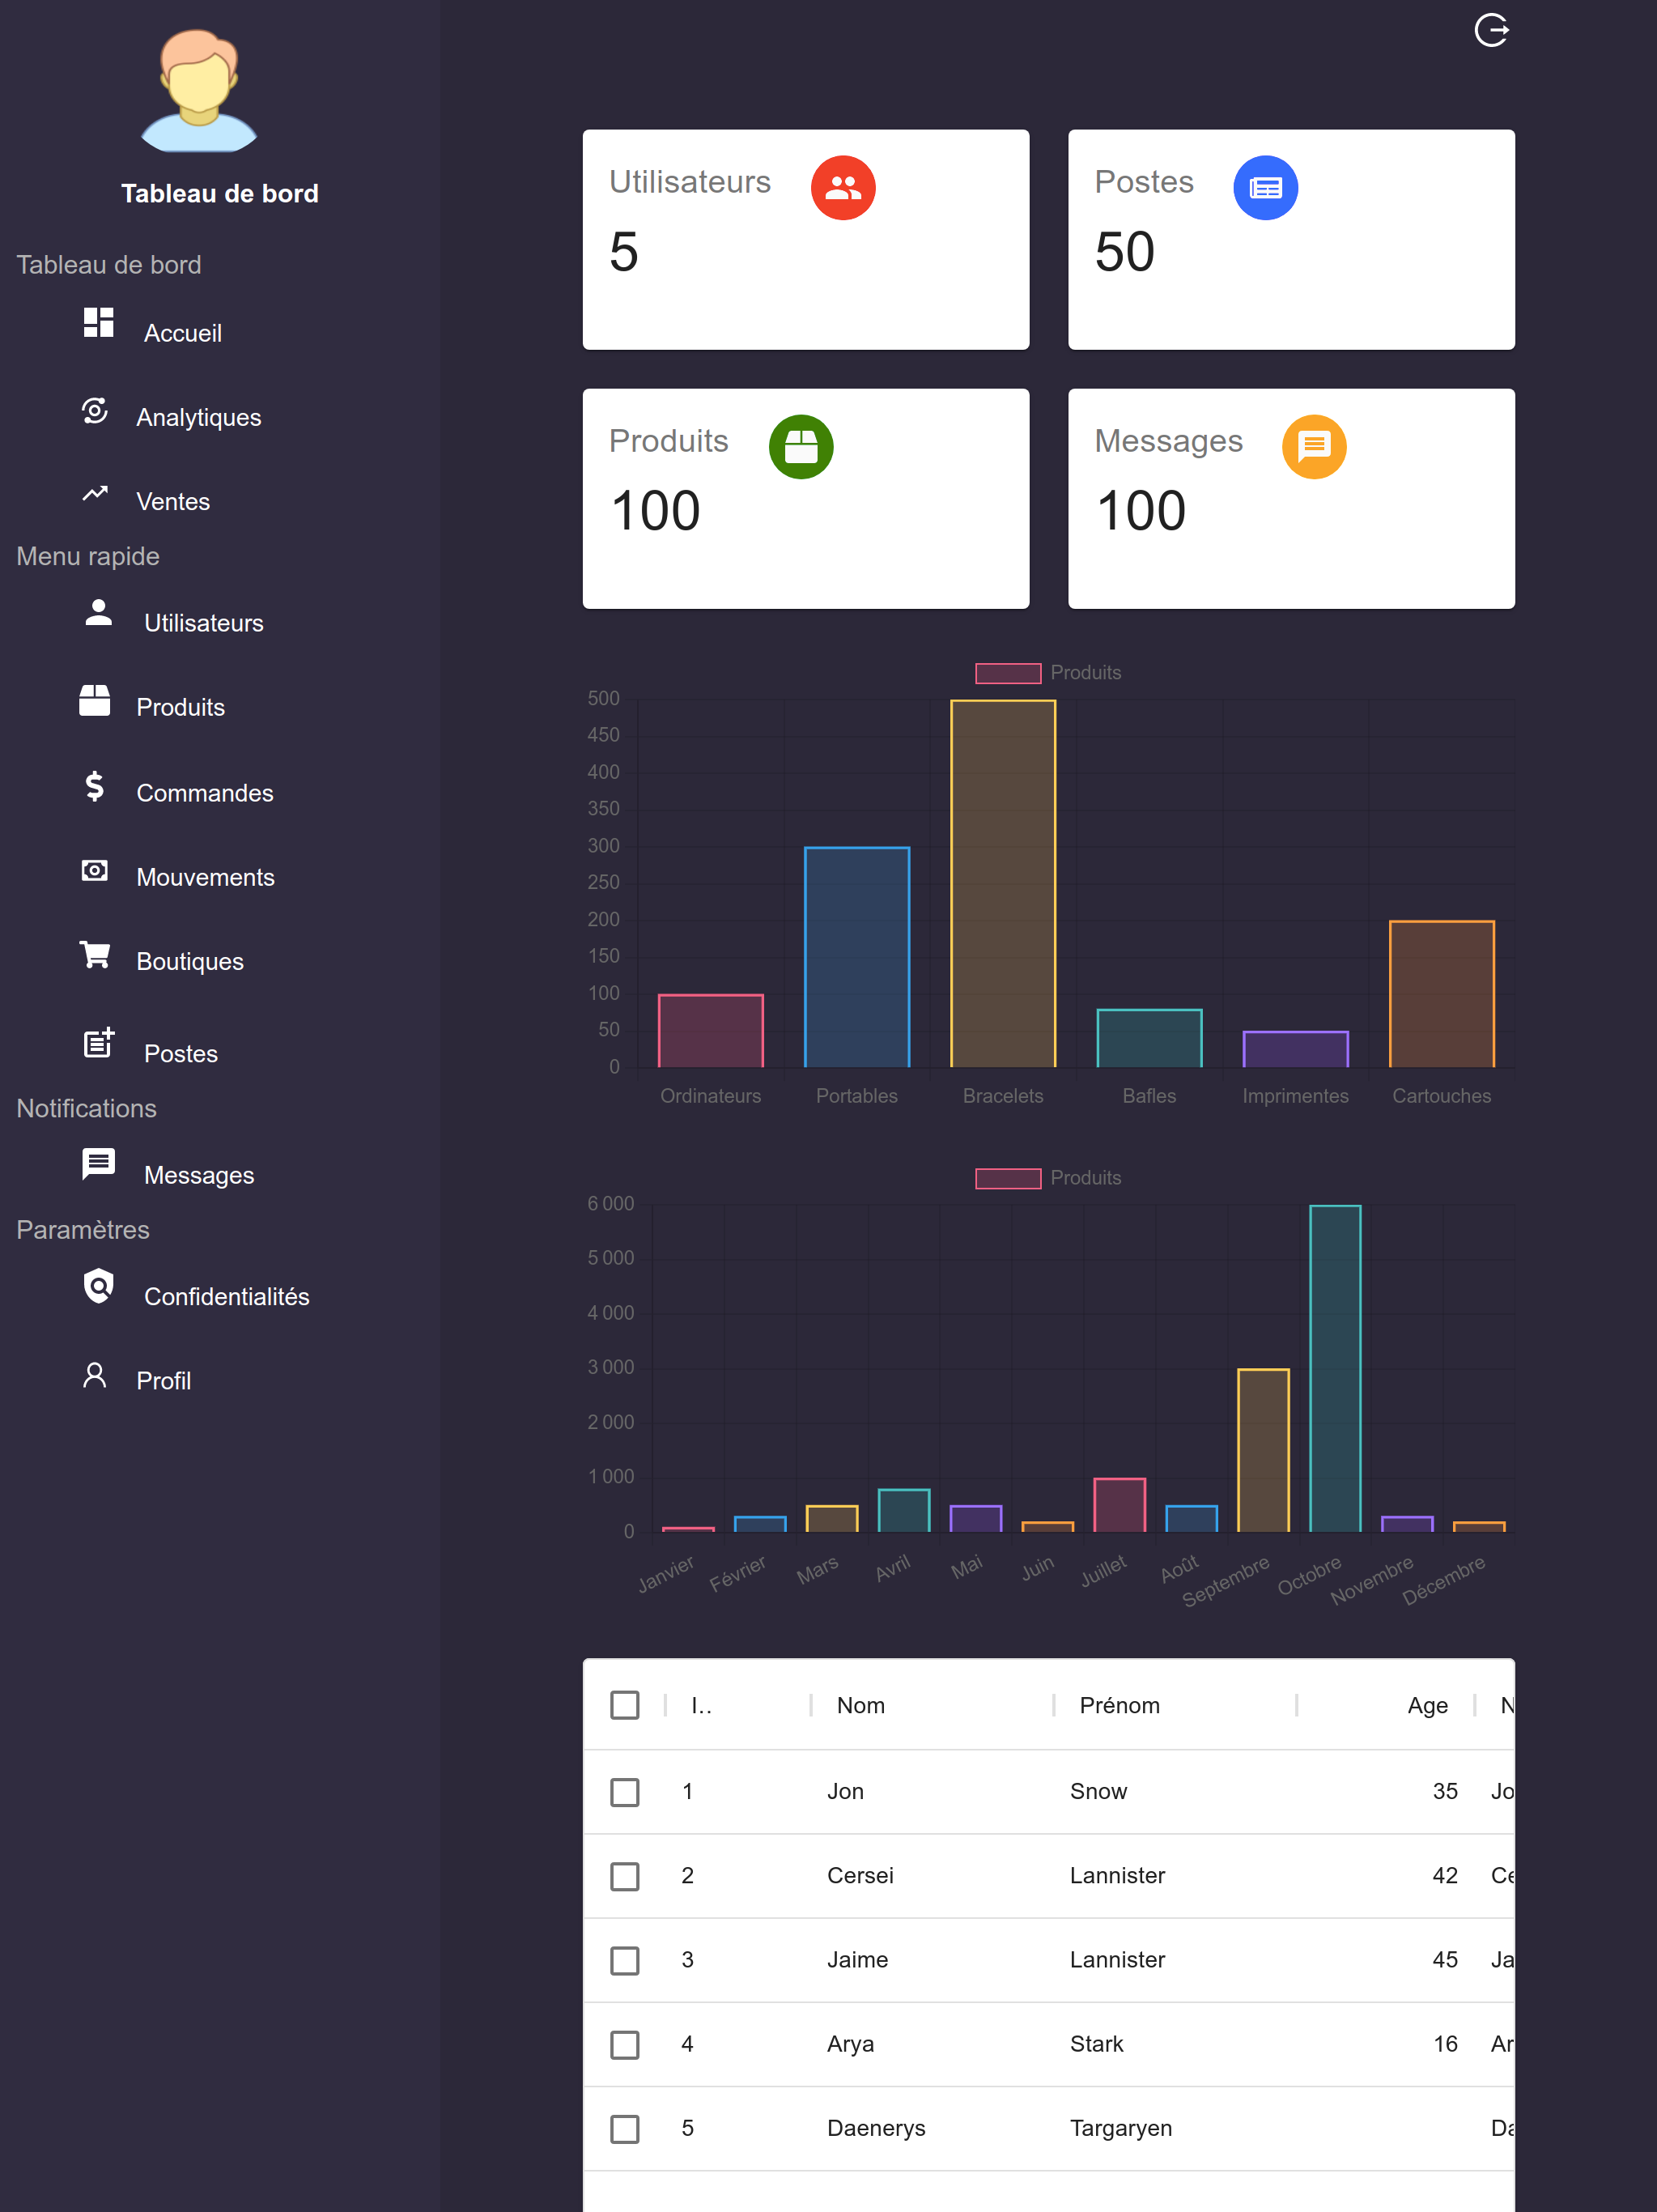 Tableau de bord
Tableau de bord
Accueil
Analytiques
Ventes
Menu rapide
Utilisateurs
Produits
Commandes
Mouvements
Boutiques
Postes
Notifications
Messages
Paramètres
Confidentialités
Profil
Utilisateurs
5
Postes
50
Produits
100
Messages
100
Produits
500
450
400
350
300
250
200
150
100
50
0
Ordinateurs Portables Bracelets Bafles Imprimentes Cartouches
Produits
6 000
5 000
4 000
3 000
2 000
1 000
0
Janvier Février Mars Avril Mai Juin Juillet Août Septembre Octobre Novembre Décembre
I.. Nom Prénom Age N
1 Jon Snow 35 Jo
2 Cersei Lannister 42 Ce
3 Jaime Lannister 45 Ja
4 Arya Stark 16 Ar
5 Daenerys Targaryen Da